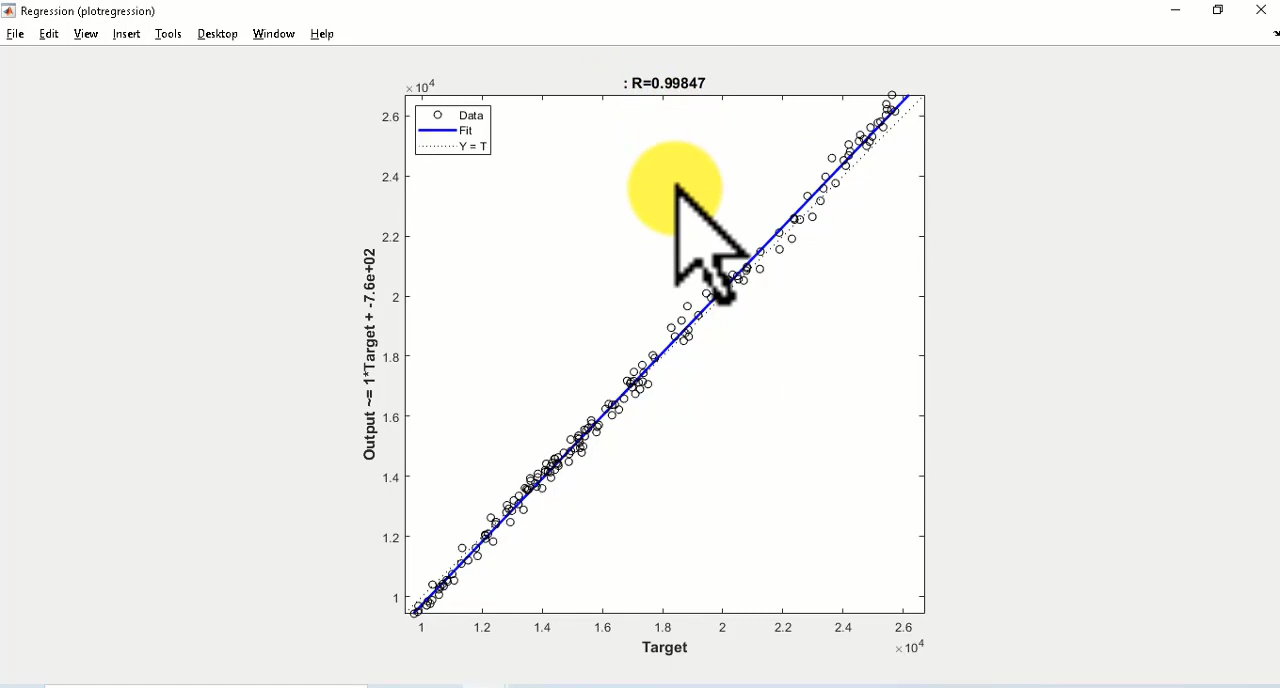 Regression (plotregression)
File Edit View Insert Tools Desktop Window Help
: R=0.99847
×10⁴
Data
Fit
Y = T
2.6
2.4
2.2
2
1.8
1.6
1.4
1.2
1
Output ~= 1*Target + -7.6e+02
1 1.2 1.4 1.6 1.8 2 2.2 2.4 2.6
Target
×10⁴